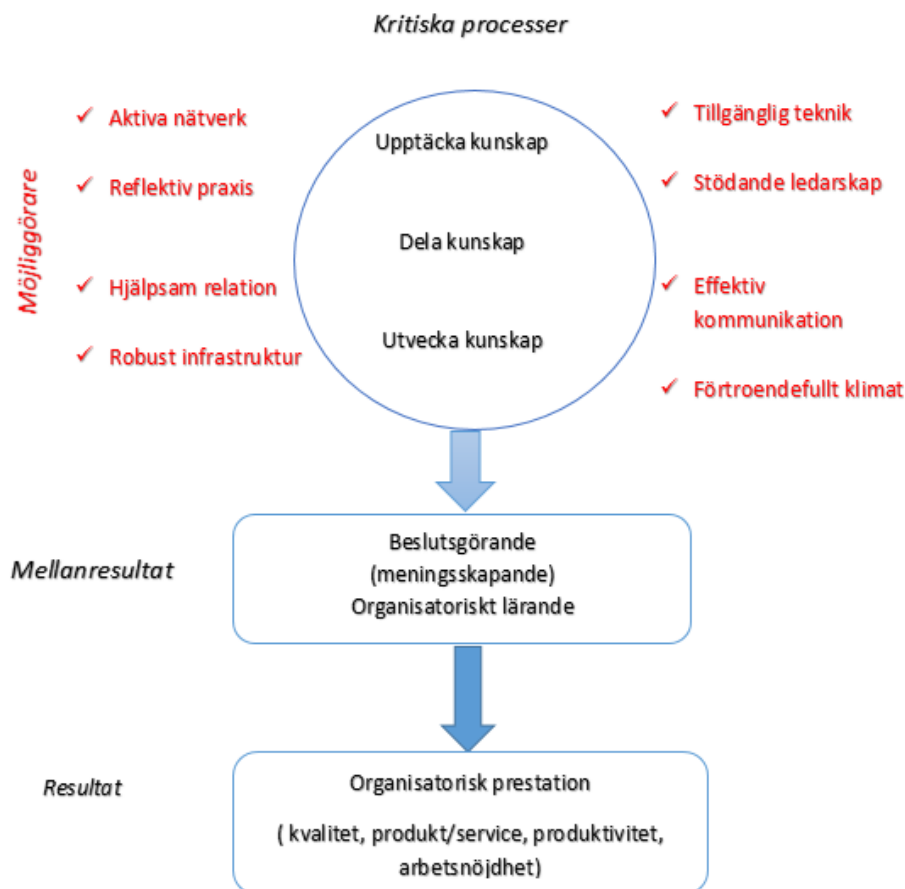 Kritiska processer
Möjliggörare
✓ Aktiva nätverk
✓ Reflektiv praxis
✓ Hjälpsam relation
✓ Robust infrastruktur
Upptäcka kunskap
Dela kunskap
Utvecka kunskap
✓ Tillgänglig teknik
✓ Stödande ledarskap
✓ Effektiv
kommunikation
✓ Förtroendefullt klimat
Mellanresultat
Beslutsgörande
(meningsskapande)
Organisatoriskt lärande
Resultat
Organisatorisk prestation
( kvalitet, produkt/service, produktivitet,
arbetsnöjdhet)